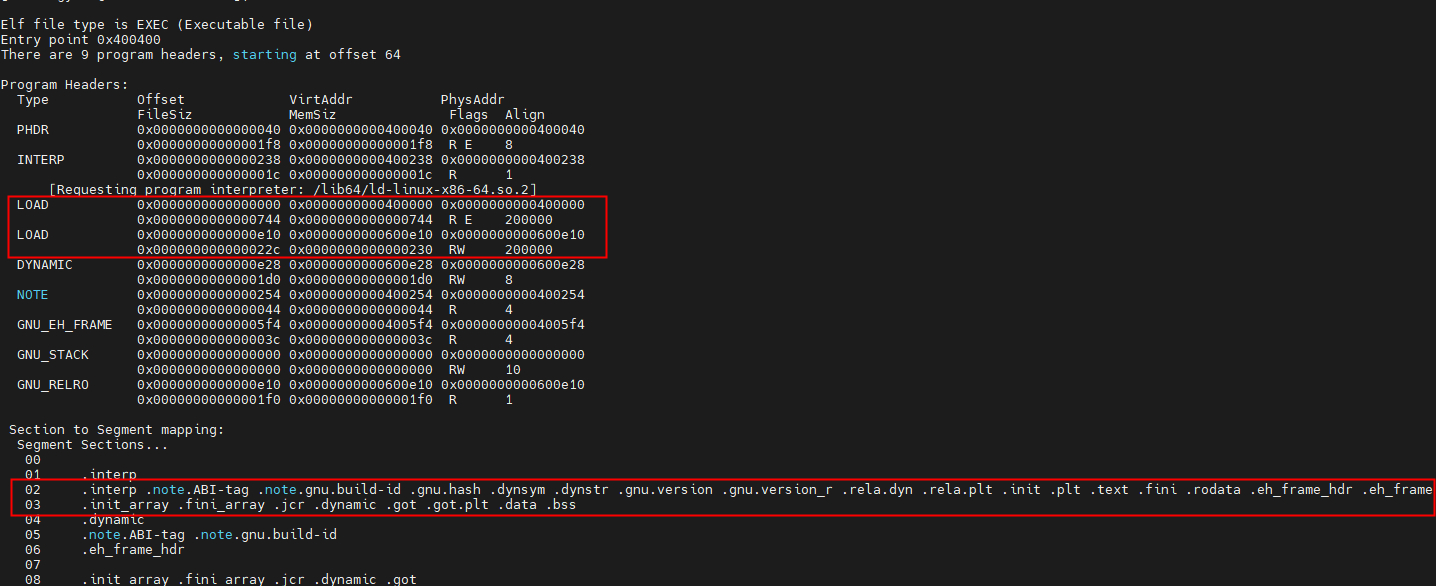 Elf file type is EXEC (Executable file)
Entry point 0x400400
There are 9 program headers, starting at offset 64
Program Headers:
Type Offset VirtAddr PhysAddr
FileSiz MemSiz Flags Align
PHDR 0x0000000000000040 0x0000000000400040 0x0000000000400040
0x00000000000001f8 0x00000000000001f8 R E 8
INTERP 0x0000000000000238 0x0000000000400238 0x0000000000400238
0x000000000000001c 0x000000000000001c R 1
[Requesting program interpreter: /lib64/ld-linux-x86-64.so.2]
LOAD 0x0000000000000000 0x0000000000400000 0x0000000000400000
0x0000000000000744 0x0000000000000744 R E 200000
LOAD 0x0000000000000e10 0x0000000000600e10 0x0000000000600e10
0x000000000000022c 0x0000000000000230 RW 200000
DYNAMIC 0x0000000000000e28 0x0000000000600e28 0x0000000000600e28
0x00000000000001d0 0x00000000000001d0 RW 8
NOTE 0x0000000000000254 0x0000000000400254 0x0000000000400254
0x0000000000000044 0x0000000000000044 R 4
GNU_EH_FRAME 0x00000000000005f4 0x00000000004005f4 0x00000000004005f4
0x000000000000003c 0x000000000000003c R 4
GNU_STACK 0x0000000000000000 0x0000000000000000 0x0000000000000000
0x0000000000000000 0x0000000000000000 RW 10
GNU_RELRO 0x0000000000000e10 0x0000000000600e10 0x0000000000600e10
0x00000000000001f0 0x00000000000001f0 R 1
Section to Segment mapping:
Segment Sections...
00
01 .interp
02 .interp .note.ABI-tag .note.gnu.build-id .gnu.hash .dynsym .dynstr .gnu.version .gnu.version_r .rela.dyn .rela.plt .init .plt .text .fini .rodata .eh_frame_hdr .eh_frame
03 .init_array .fini_array .jcr .dynamic .got .got.plt .data .bss
04 .dynamic
05 .note.ABI-tag .note.gnu.build-id
06 .eh_frame_hdr
07
08 .init_array .fini_array .jcr .dynamic .got